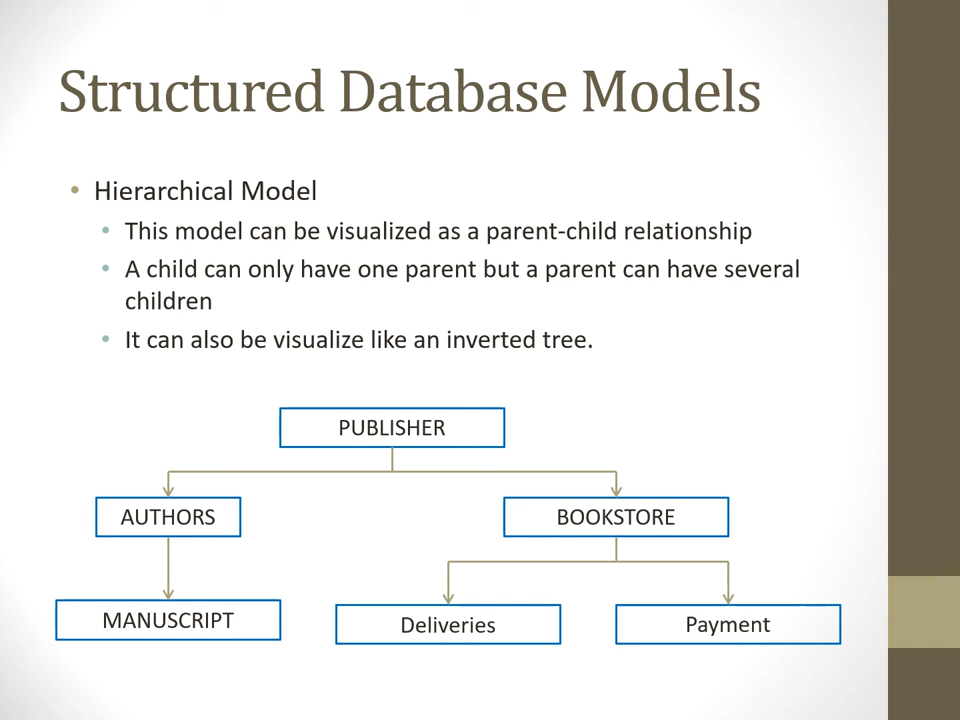 Structured Database Models
• Hierarchical Model
• This model can be visualized as a parent-child relationship
• A child can only have one parent but a parent can have several
children
• It can also be visualize like an inverted tree.
PUBLISHER
AUTHORS
BOOKSTORE
MANUSCRIPT
Deliveries
Payment